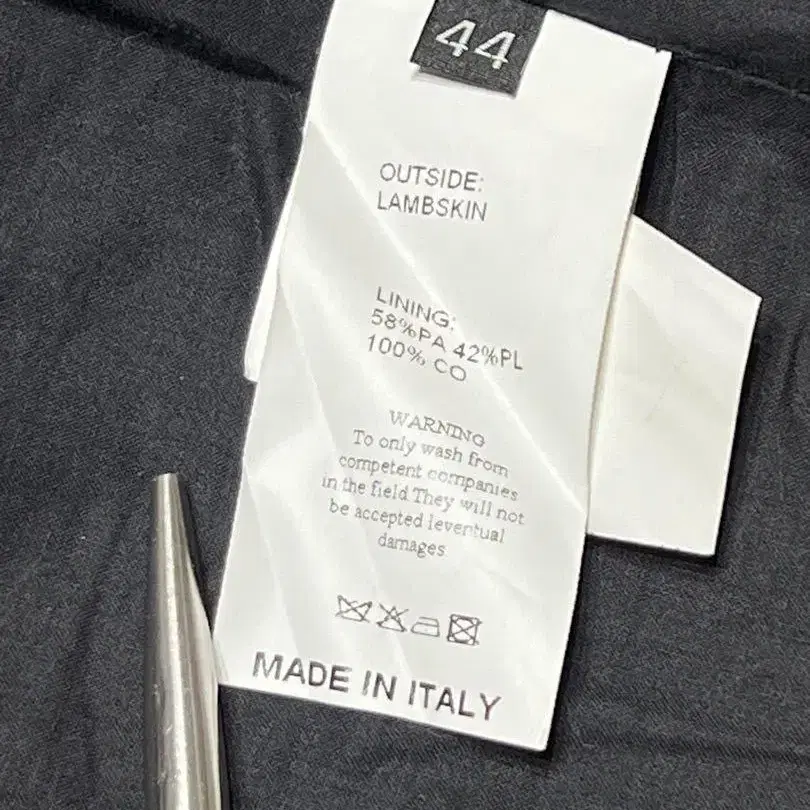 44
OUTSIDE:
LAMBSKIN
LINING:
58%PA 42%PL
100% CO
WARNING
To only wash from
competent companies
in the field They will not
be accepted leventual
damages
MADE IN ITALY